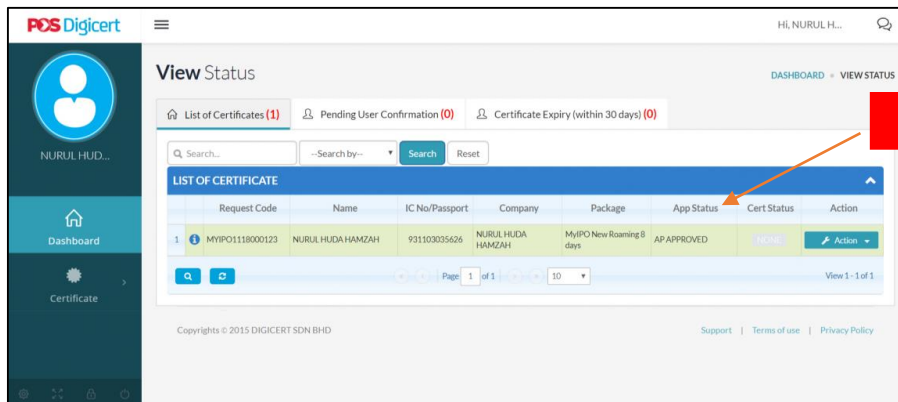 POS Digicert
Hi, NURUL H...
View Status
DASHBOARD VIEW STATUS
List of Certificates (1) Pending User Confirmation (0) Certificate Expiry (within 30 days) (0)
NURUL HUD...
Search... --Search by-- Search Reset
LIST OF CERTIFICATE
Request Code Name IC No/Passport Company Package App Status Cert Status Action
1 MYIPO1118000123 NURUL HUDA HAMZAH 931103035626 NURUL HUDA HAMZAH MyIPO New Roaming 8 days AP APPROVED NONE Action
Dashboard
Page 1 of 1 10 View 1 - 1 of 1
Certificate
Copyrights © 2015 DIGICERT SDN BHD Support | Terms of use | Privacy Policy